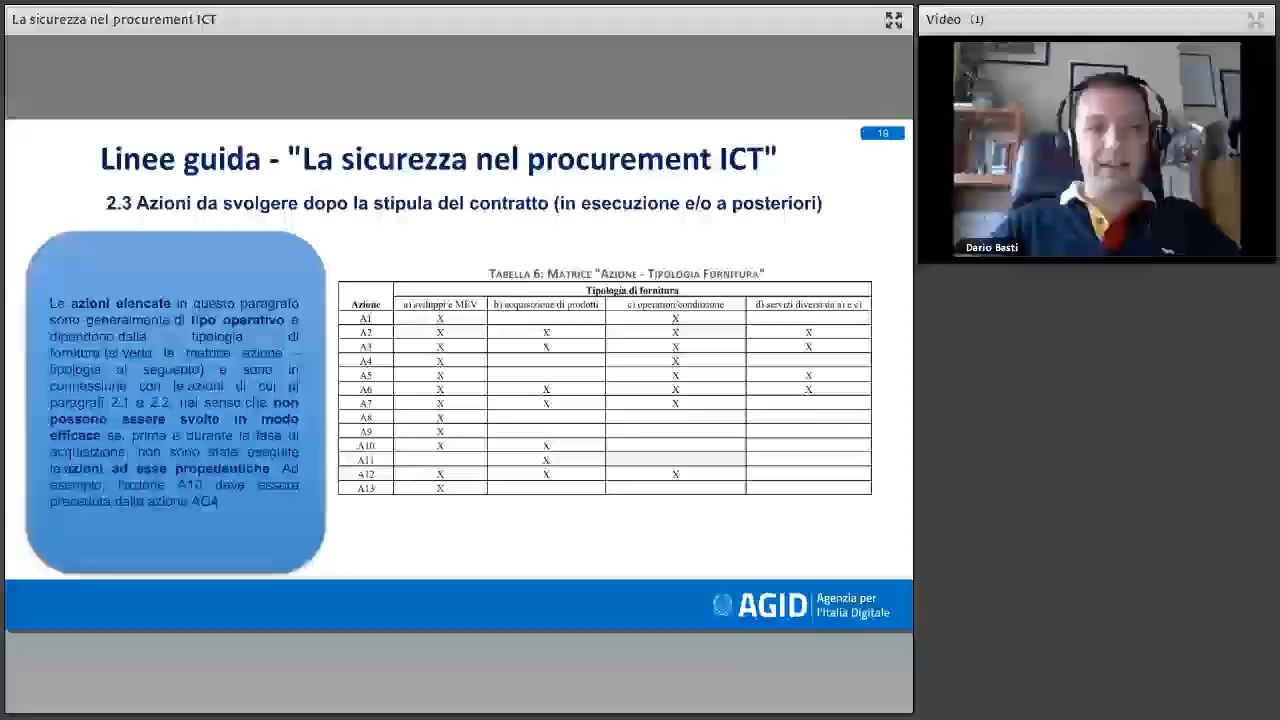 La sicurezza nel procurement ICT
Video (1)
Dario Basti
19
Linee guida - "La sicurezza nel procurement ICT"
2.3 Azioni da svolgere dopo la stipula del contratto (in esecuzione e/o a posteriori)
Le azioni elencate in questo paragrafo
sono generalmente di tipo operativo e
dipendono dalla tipologia di
fornitura (si veda la matrice azione –
tipologia al seguente) e sono in
connessione con le azioni di cui ai
paragrafi 2.1 e 2.2, nel senso che non
possono essere svolte in modo
efficace se, prima e durante la fase di
acquisizione, non sono state eseguite
le azioni ad esse propedeutiche. Ad
esempio, l'azione A10 deve essere
preceduta dalla azione AG4
TABELLA 6: MATRICE "AZIONE - TIPOLOGIA FORNITURA"
Tipologia di fornitura
Azione a) sviluppi e MEV b) acquisizione di prodotti c) operation/conduzione d) servizi diversi da a) e c)
A1 X X
A2 X X X X
A3 X X X X
A4 X X
A5 X X X
A6 X X X X
A7 X X X
A8 X
A9 X
A10 X X
A11 X
A12 X X X
A13 X
AGID Agenzia per
l'Italia Digitale